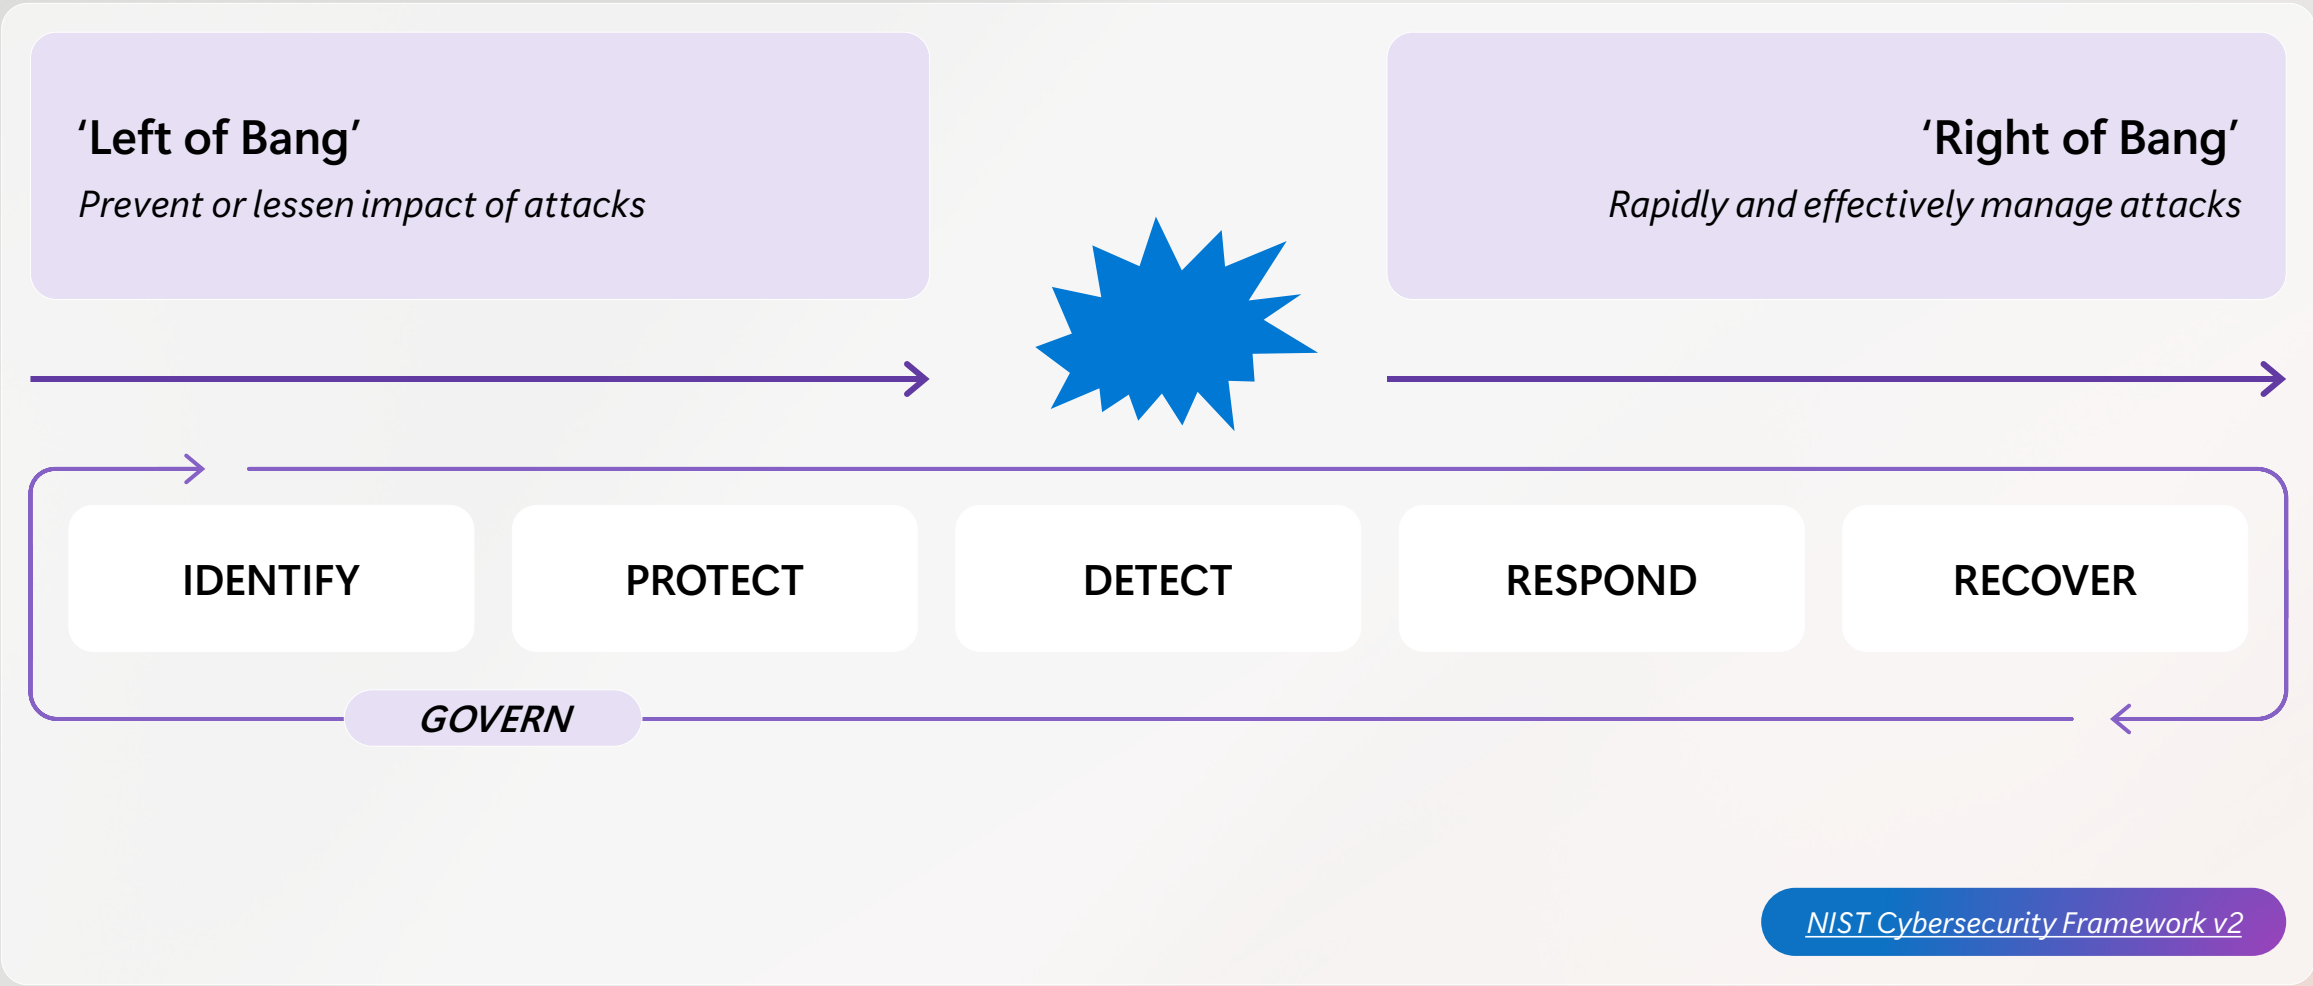 ‘Left of Bang’
Prevent or lessen impact of attacks
‘Right of Bang’
Rapidly and effectively manage attacks
IDENTIFY
PROTECT
DETECT
RESPOND
RECOVER
GOVERN
NIST Cybersecurity Framework v2